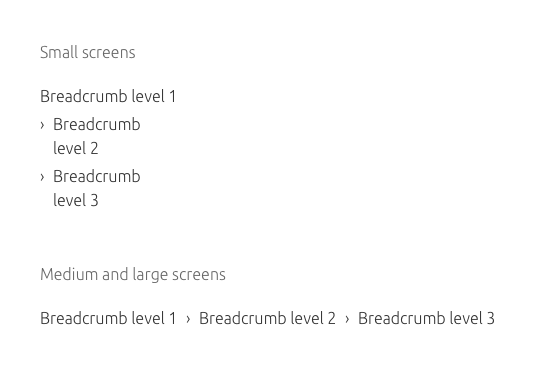 Small screens
Breadcrumb level 1
› Breadcrumb
level 2
› Breadcrumb
level 3
Medium and large screens
Breadcrumb level 1 › Breadcrumb level 2 › Breadcrumb level 3